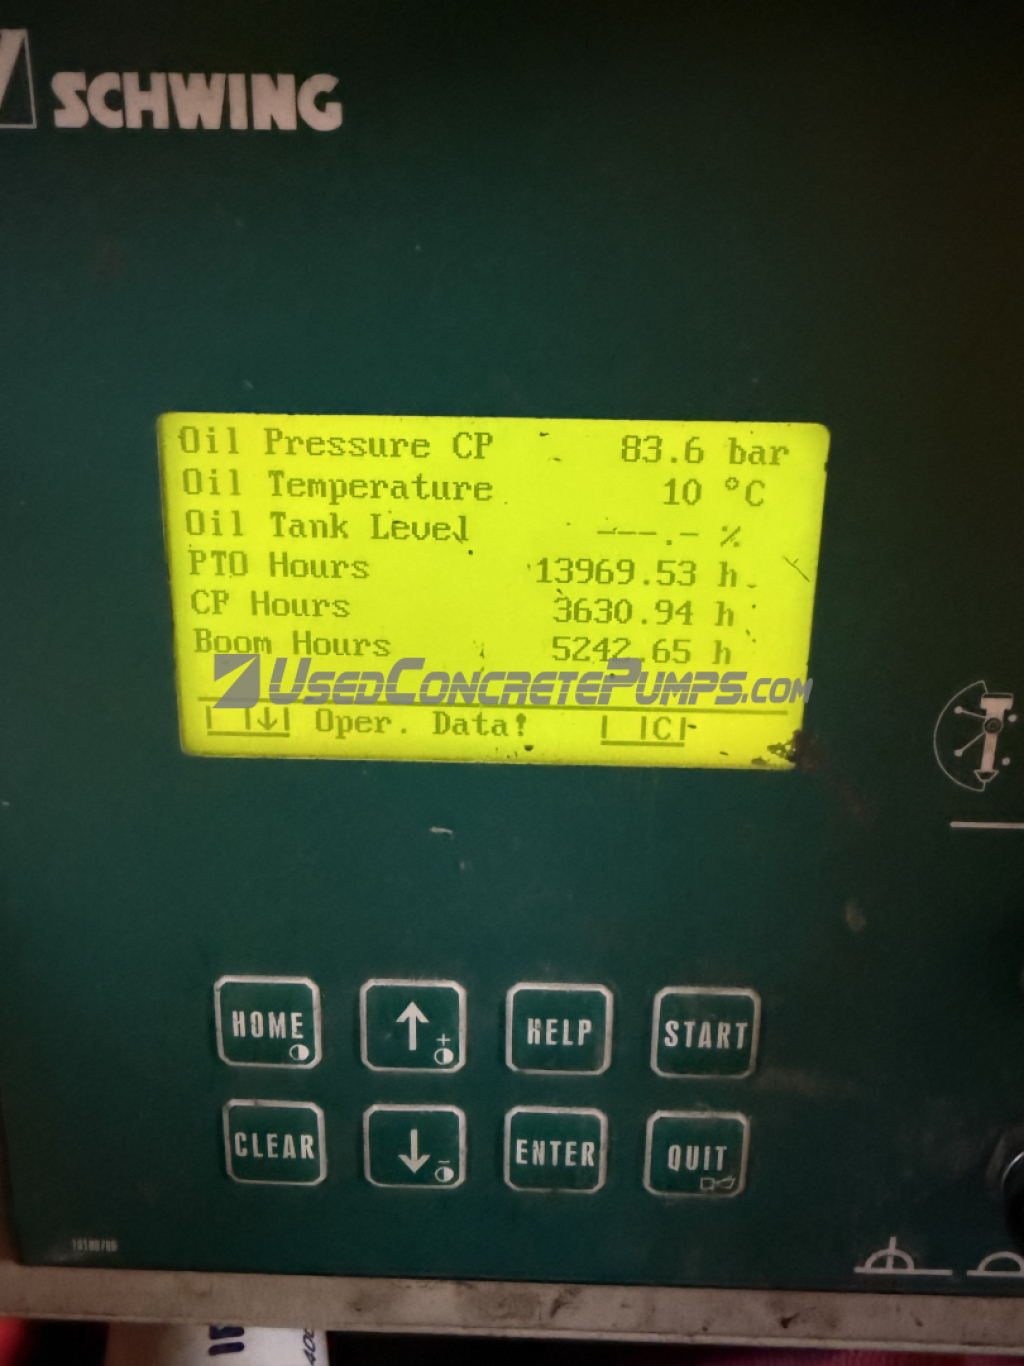 SCHWING
Oil Pressure CP 83.6 bar
Oil Temperature 10 °C
Oil Tank Level ---.- %
PTO Hours 13969.53 h
CP Hours 3630.94 h
Boom Hours 5242.65 h
USEDCONCRETEPUMPS.COM
| |↓| Oper. Data! | |C|
HOME
↑ +
HELP
START
CLEAR
↓ -
ENTER
QUIT